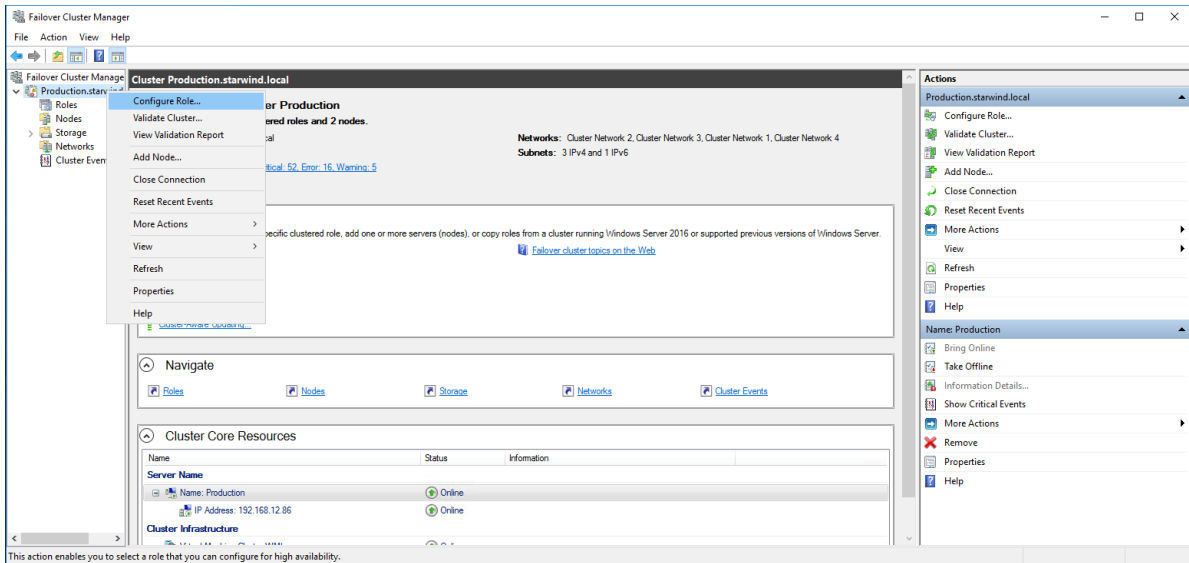 Failover Cluster Manager
File Action View Help
Failover Cluster Manage
Production.starwind
Roles
Nodes
Storage
Networks
Cluster Even
Configure Role...
Validate Cluster...
View Validation Report
Add Node...
Close Connection
Reset Recent Events
More Actions
View
Refresh
Properties
Help
Cluster Production.starwind.local
er Production
ered roles and 2 nodes.
cal
Networks: Cluster Network 2, Cluster Network 3, Cluster Network 1, Cluster Network 4
Subnets: 3 IPv4 and 1 IPv6
itical: 52, Error: 16, Warning: 5
pecific clustered role, add one or more servers (nodes), or copy roles from a cluster running Windows Server 2016 or supported previous versions of Windows Server.
Failover cluster topics on the Web
Cluster-Aware Updating...
Navigate
Roles Nodes Storage Networks Cluster Events
Cluster Core Resources
Name Status Information
Server Name
Name: Production Online
IP Address: 192.168.12.86 Online
Cluster Infrastructure
Actions
Production.starwind.local
Configure Role...
Validate Cluster...
View Validation Report
Add Node...
Close Connection
Reset Recent Events
More Actions
View
Refresh
Properties
Help
Name: Production
Bring Online
Take Offline
Information Details...
Show Critical Events
More Actions
Remove
Properties
Help
This action enables you to select a role that you can configure for high availability.